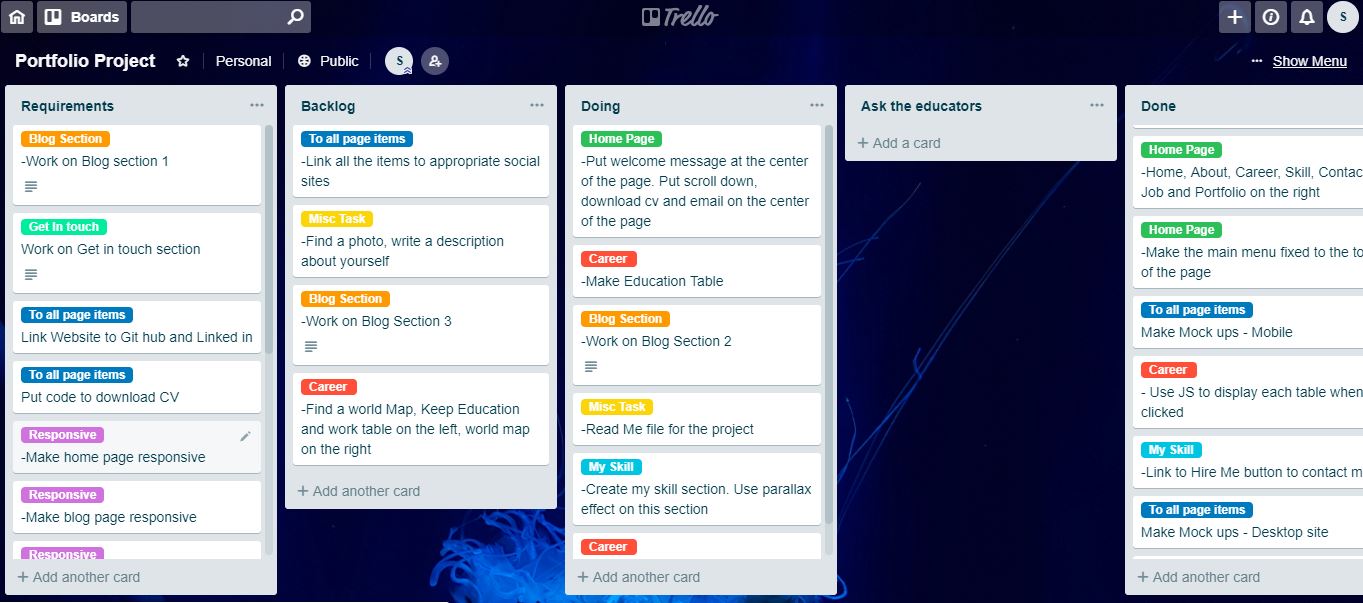 Boards
Trello
S
Portfolio Project
Personal
Public
S
Show Menu
Requirements
Blog Section
-Work on Blog section 1
Get In touch
Work on Get in touch section
To all page items
Link Website to Git hub and Linked in
To all page items
Put code to download CV
Responsive
-Make home page responsive
Responsive
-Make blog page responsive
Responsive
+ Add another card
Backlog
To all page items
-Link all the items to appropriate social
sites
Misc Task
-Find a photo, write a description
about yourself
Blog Section
-Work on Blog Section 3
Career
-Find a world Map, Keep Education
and work table on the left, world map
on the right
+ Add another card
Doing
Home Page
-Put welcome message at the center
of the page. Put scroll down,
download cv and email on the center
of the page
Career
-Make Education Table
Blog Section
-Work on Blog Section 2
Misc Task
-Read Me file for the project
My Skill
-Create my skill section. Use parallax
effect on this section
Career
+ Add another card
Ask the educators
+ Add a card
Done
Home Page
-Home, About, Career, Skill, Contac
Job and Portfolio on the right
Home Page
-Make the main menu fixed to the to
of the page
To all page items
Make Mock ups - Mobile
Career
- Use JS to display each table when
clicked
My Skill
-Link to Hire Me button to contact m
To all page items
Make Mock ups - Desktop site
+ Add another card